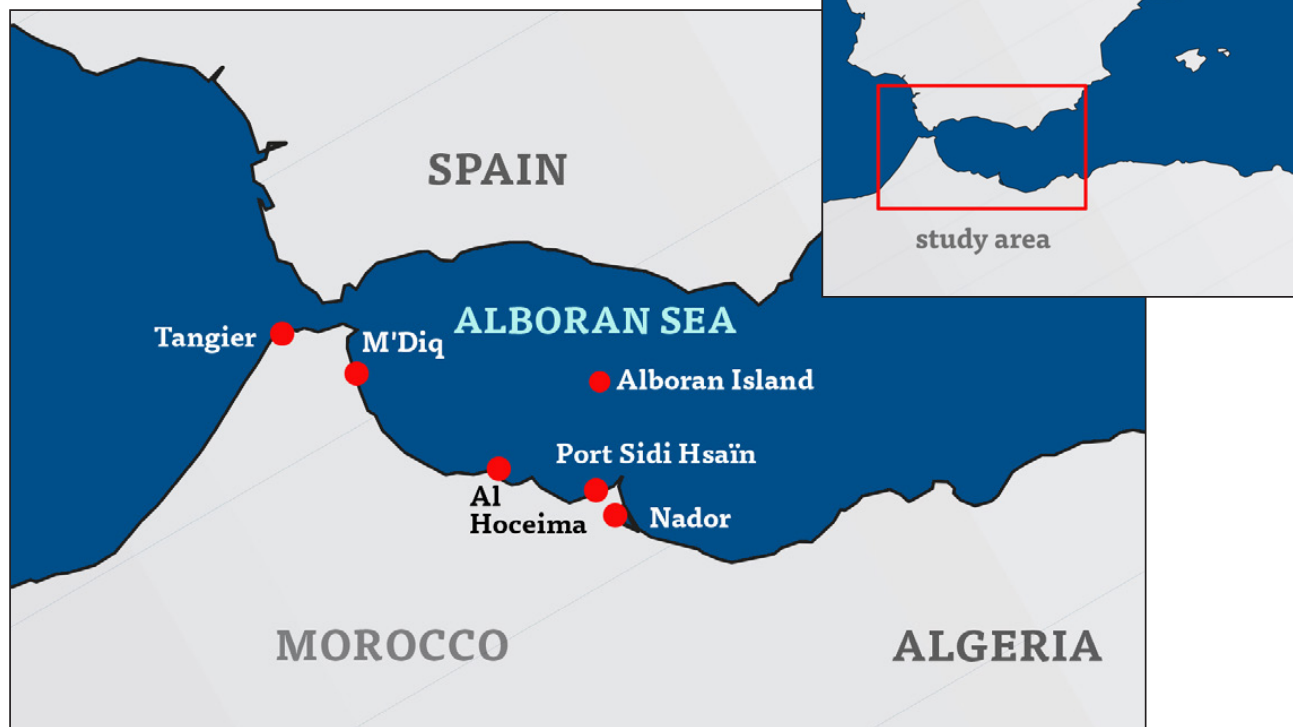 SPAIN
study area
ALBORAN SEA
Tangier
M'Diq
Alboran Island
Port Sidi Hsaïn
Al
Hoceima
Nador
MOROCCO
ALGERIA